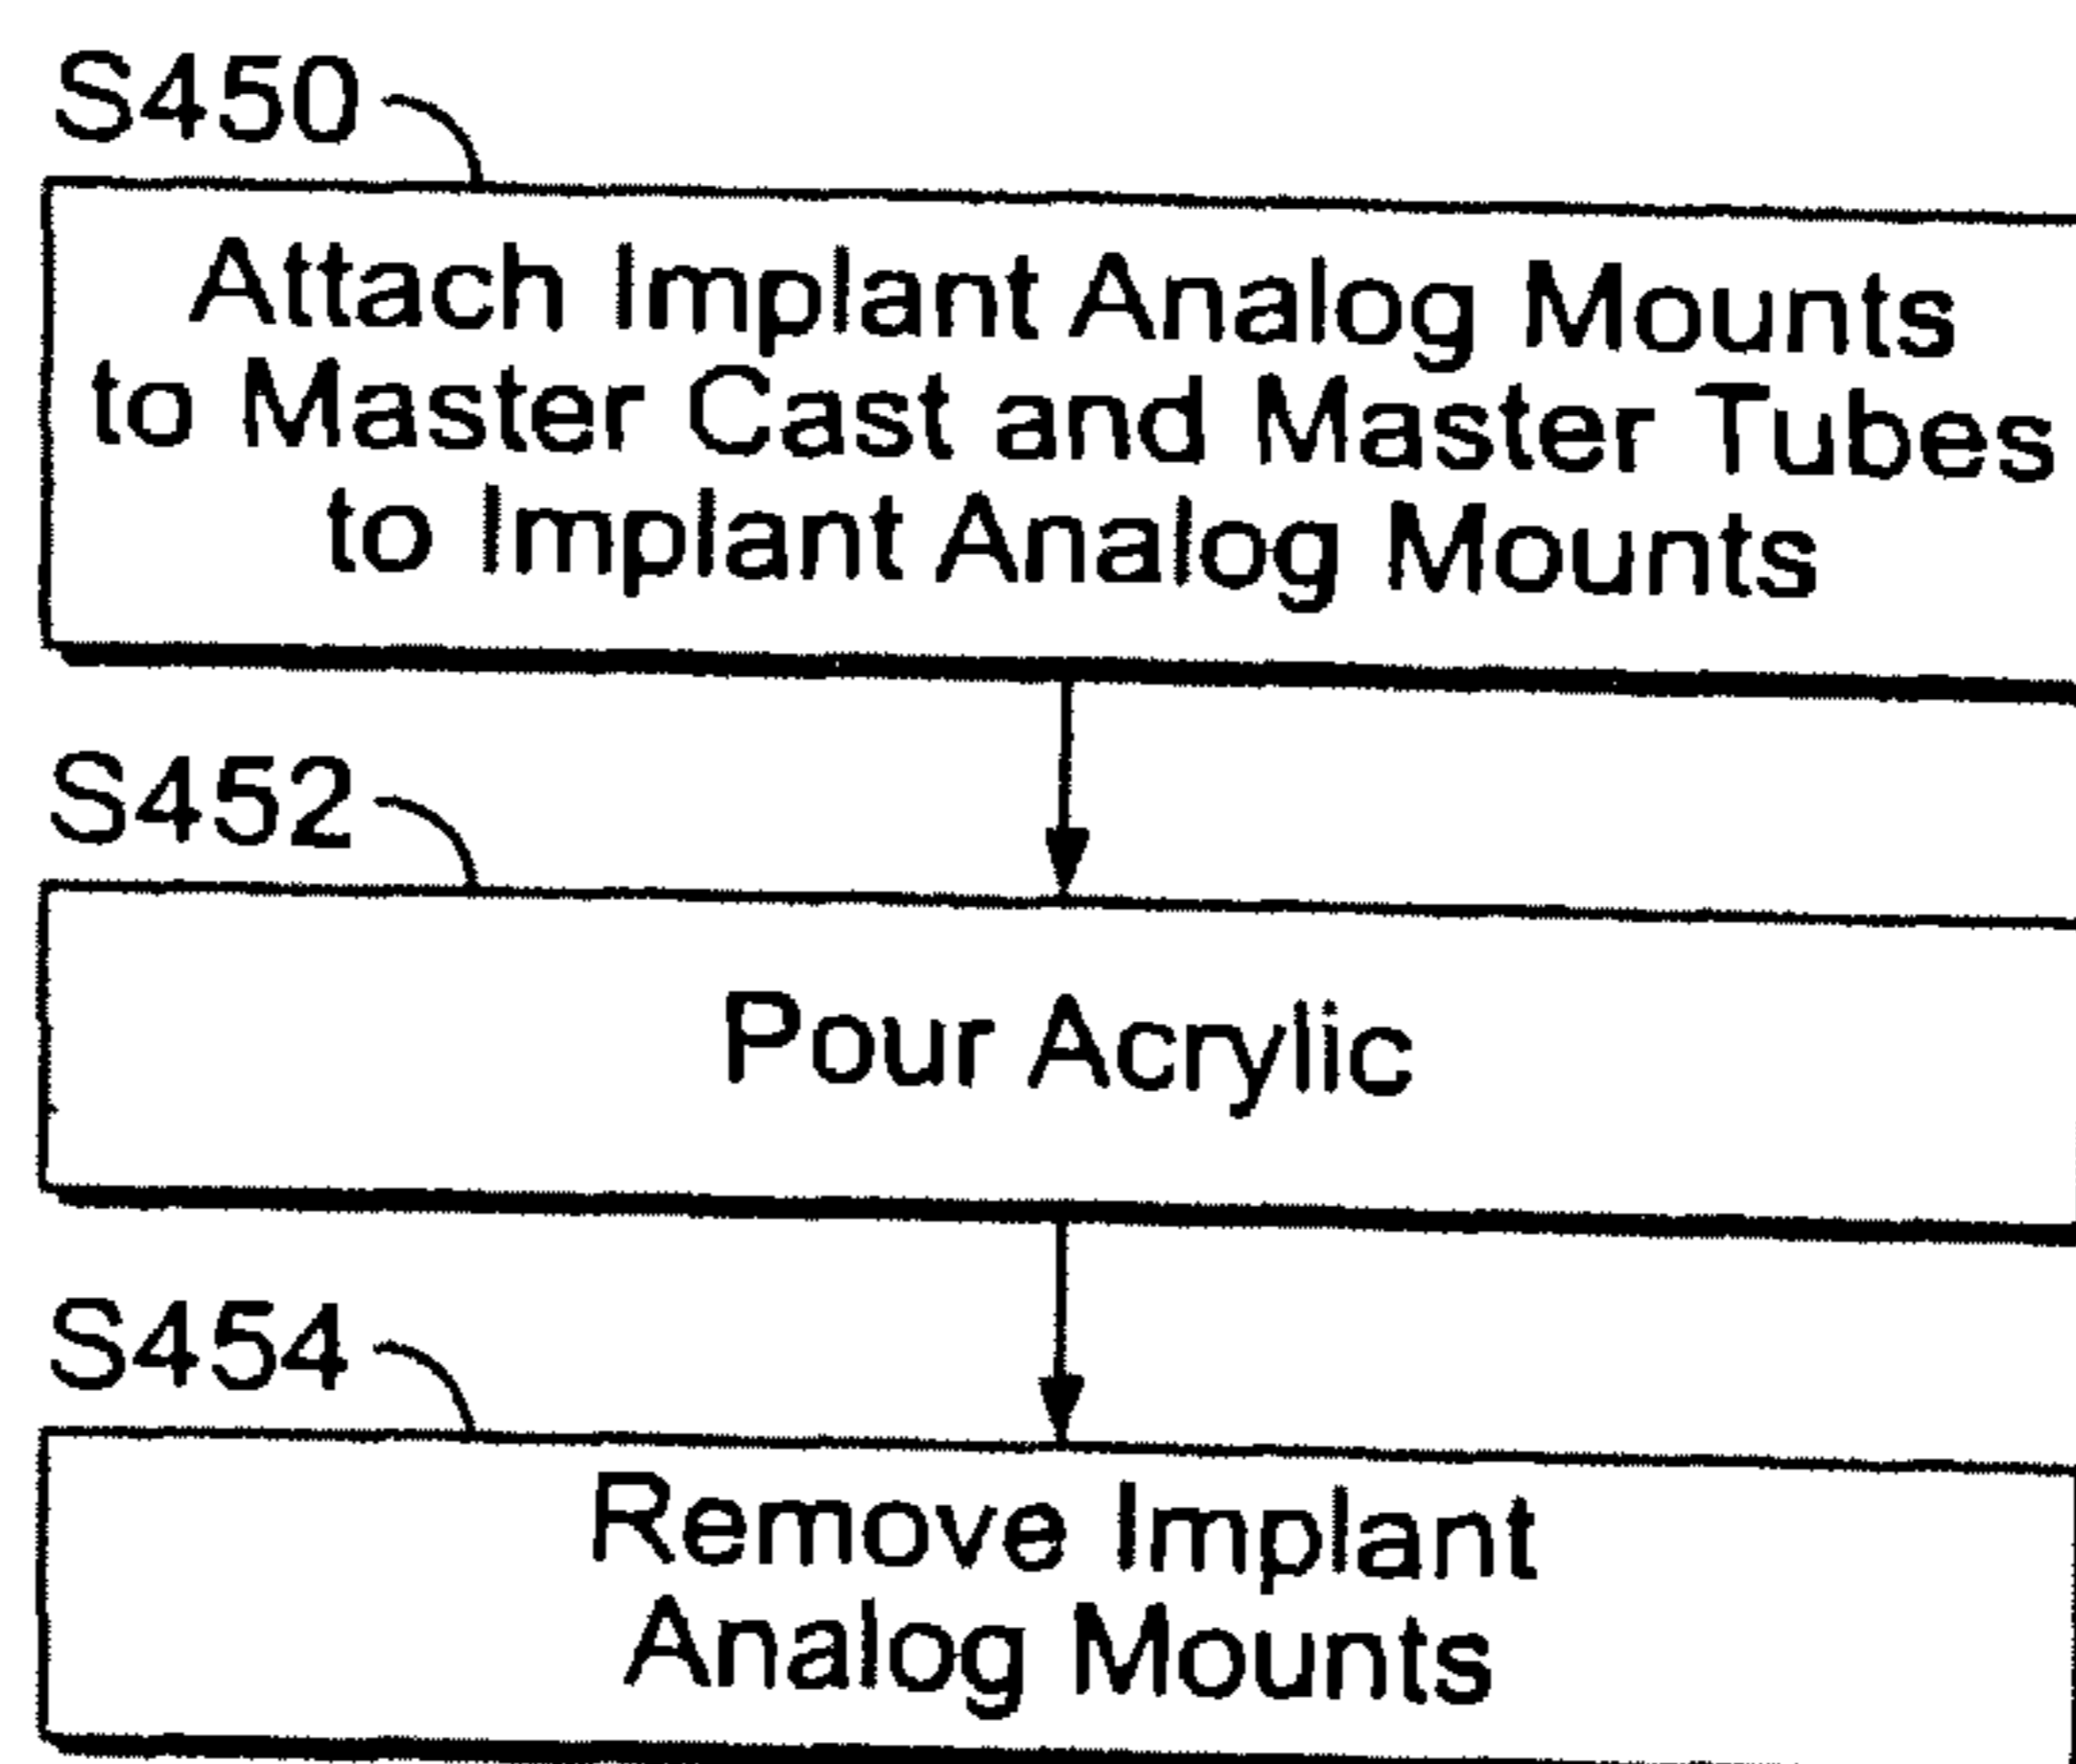 S450
Attach Implant Analog Mounts
to Master Cast and Master Tubes
to Implant Analog Mounts
S452
Pour Acrylic
S454
Remove Implant
Analog Mounts